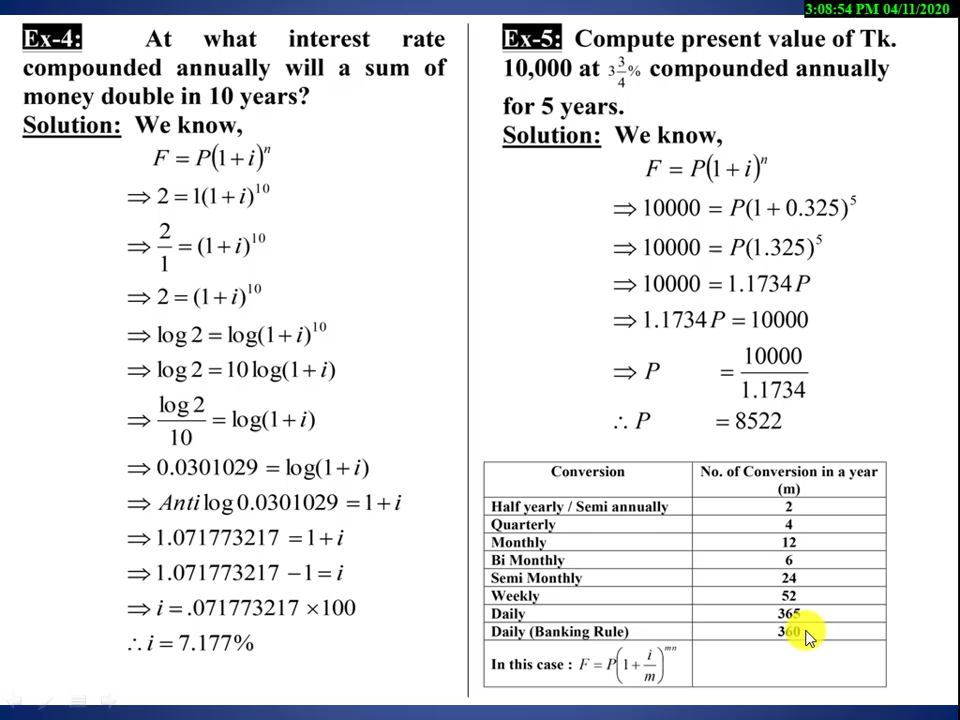 3:08:54 PM 04/11/2020
Ex-4: At what interest rate
compounded annually will a sum of
money double in 10 years?
Solution: We know,
F = P(1 + i)^n
⇒ 2 = 1(1 + i)^10
⇒ 2/1 = (1 + i)^10
⇒ 2 = (1 + i)^10
⇒ log 2 = log(1 + i)^10
⇒ log 2 = 10 log(1 + i)
⇒ log 2/10 = log(1 + i)
⇒ 0.0301029 = log(1 + i)
⇒ Anti log 0.0301029 = 1 + i
⇒ 1.071773217 = 1 + i
⇒ 1.071773217 − 1 = i
⇒ i = .071773217 × 100
∴ i = 7.177%
Ex-5: Compute present value of Tk.
10,000 at 3 3/4 % compounded annually
for 5 years.
Solution: We know,
F = P(1 + i)^n
⇒ 10000 = P(1 + 0.325)^5
⇒ 10000 = P(1.325)^5
⇒ 10000 = 1.1734 P
⇒ 1.1734 P = 10000
⇒ P = 10000/1.1734
∴ P = 8522
Conversion No. of Conversion in a year
(m)
Half yearly / Semi annually 2
Quarterly 4
Monthly 12
Bi Monthly 6
Semi Monthly 24
Weekly 52
Daily 365
Daily (Banking Rule) 360
In this case : F = P(1 + i/m)^mn